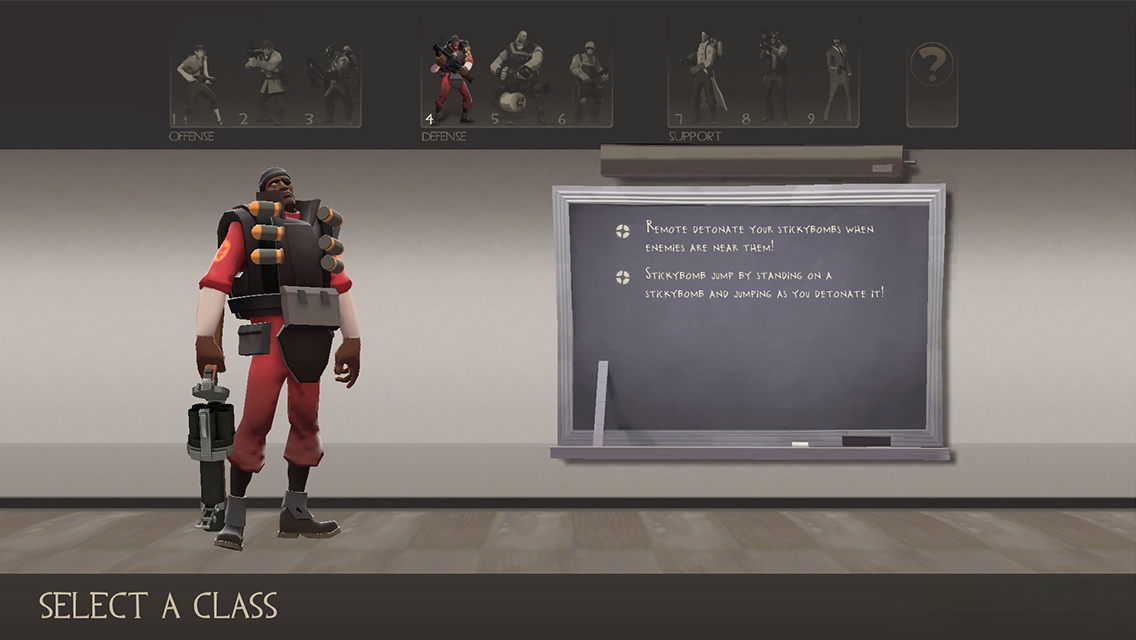 1 2 3 4 5 6 7 8 9 ?
OFFENSE DEFENSE SUPPORT
REMOTE DETONATE YOUR STICKYBOMBS WHEN
ENEMIES ARE NEAR THEM!
STICKYBOMB JUMP BY STANDING ON A
STICKYBOMB AND JUMPING AS YOU DETONATE IT!
SELECT A CLASS